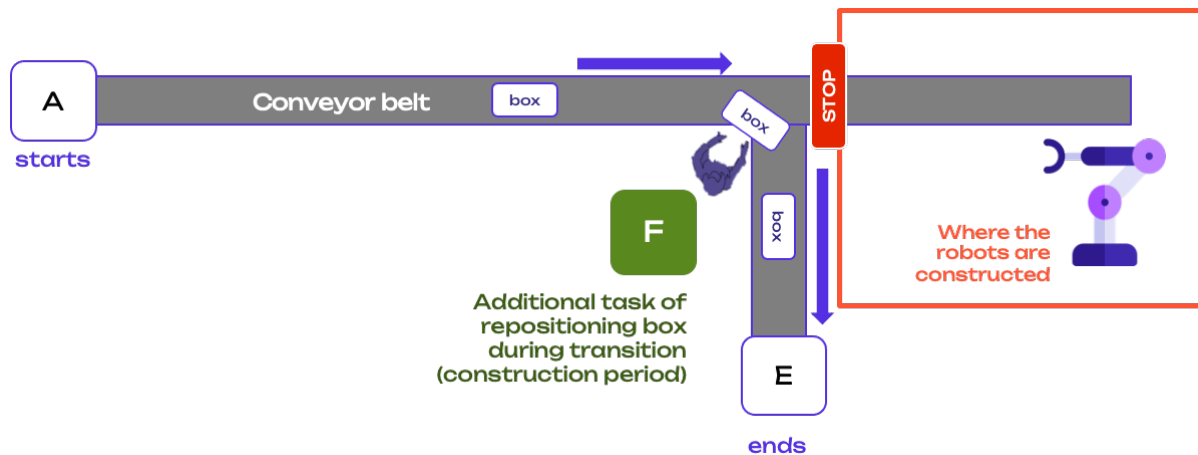 A
starts
Conveyor belt
box
box
STOP
box
F
Where the
robots are
constructed
Additional task of
repositioning box
during transition
(construction period)
E
ends